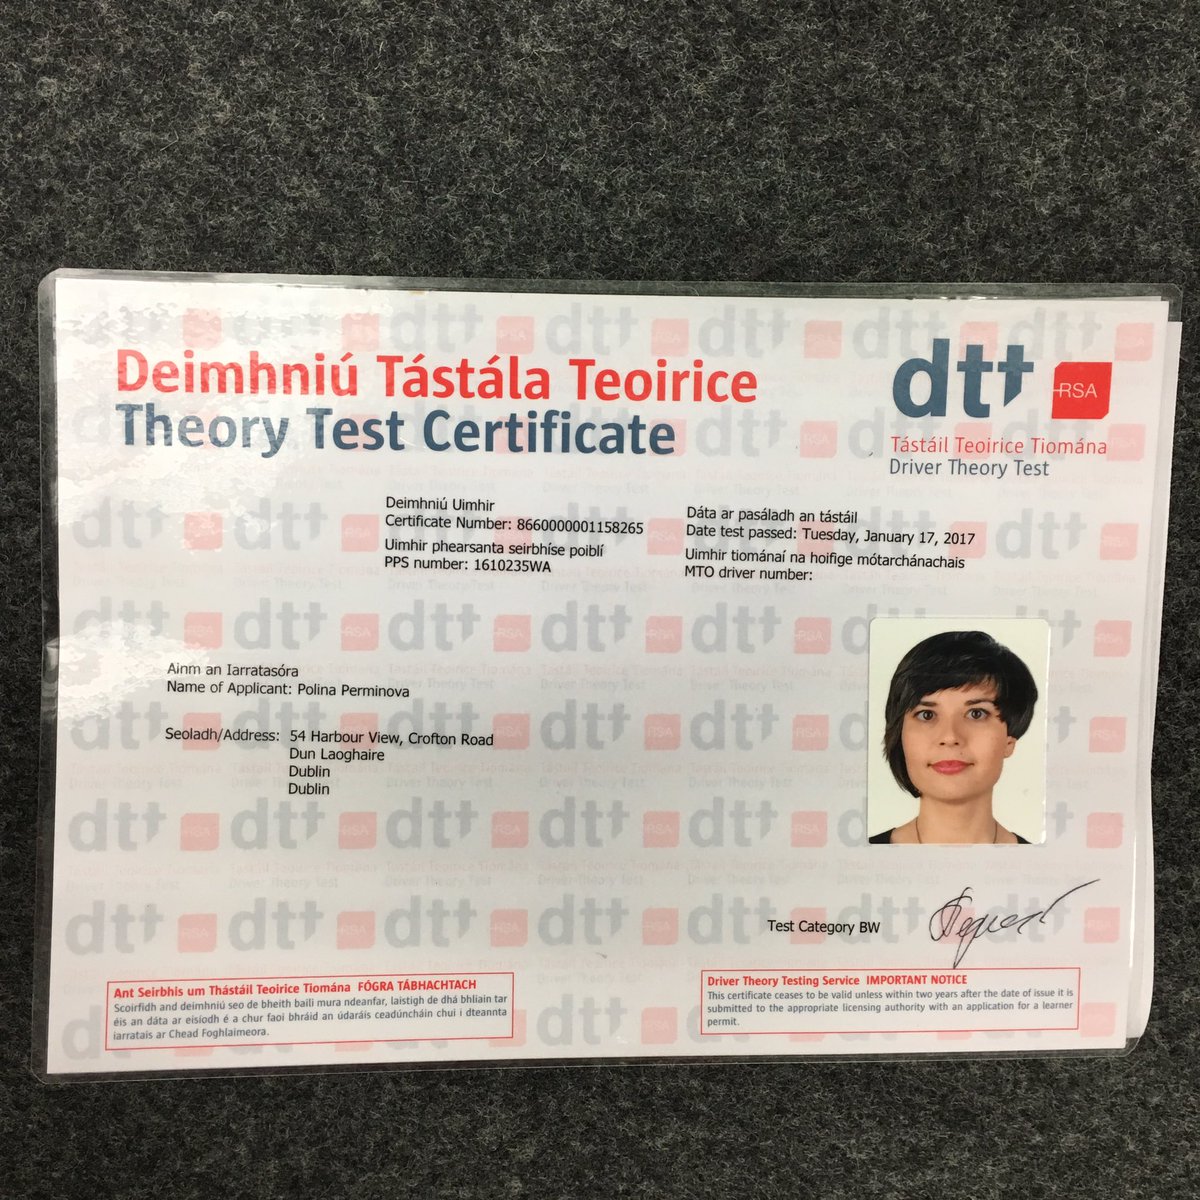 Deimhniú Tástála Teoirice
Theory Test Certificate
dtt RSA
Tástáil Teoirice Tiomána
Driver Theory Test
Deimhniú Uimhir
Certificate Number: 8660000001158265
Uimhir phearsanta seirbhíse poiblí
PPS number: 1610235WA
Dáta ar pasáladh an tástáil
Date test passed: Tuesday, January 17, 2017
Uimhir tiománaí na hoifige mótarchánachais
MTO driver number:
Ainm an Iarratasóra
Name of Applicant: Polina Perminova
Seoladh/Address: 54 Harbour View, Crofton Road
Dun Laoghaire
Dublin
Dublin
Test Category BW
Ant Seirbhis um Thástáil Teoirice Tiomána FÓGRA TÁBHACHTACH
Scoirfidh and deimhniú seo de bheith baili mura ndeanfar, laistigh de dhá bhliain tar
éis an dáta ar eisíodh é a chur faoi bhráid an údaráis ceadúncháin chui i dteannta
iarratais ar Chead Foghlaimeora.
Driver Theory Testing Service IMPORTANT NOTICE
This certificate ceases to be valid unless within two years after the date of issue it is
submitted to the appropriate licensing authority with an application for a learner
permit.